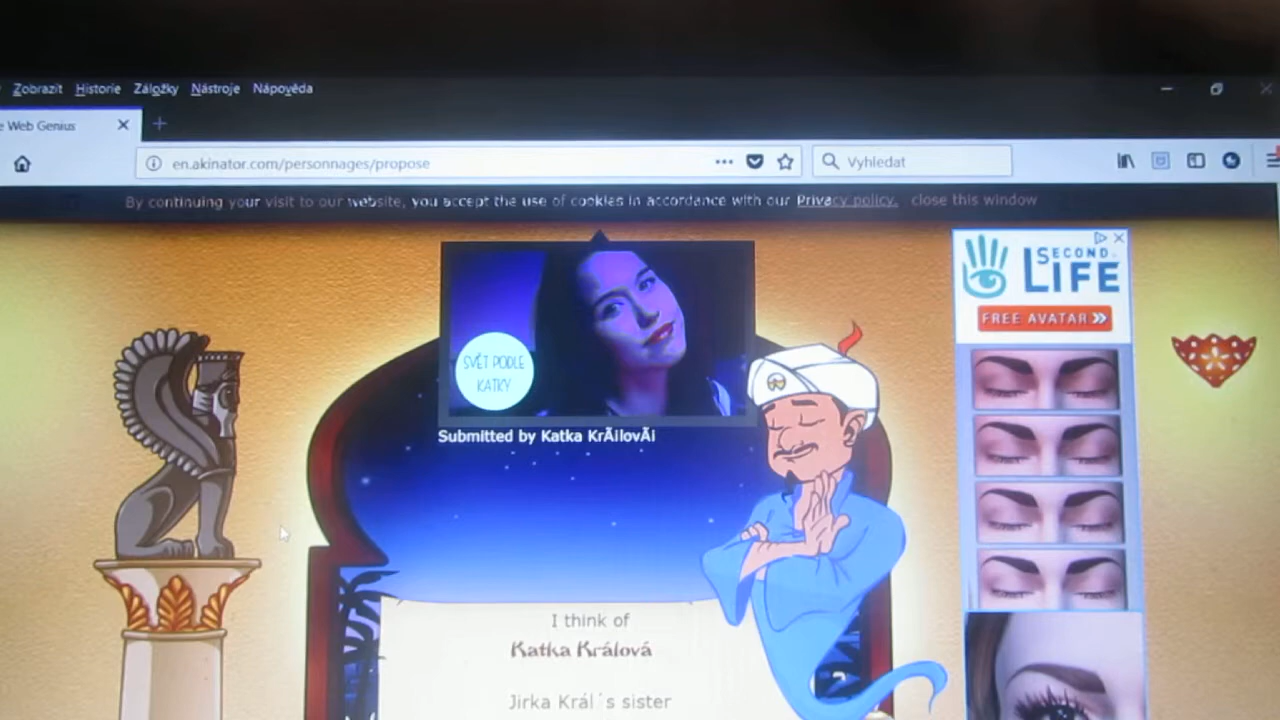 Zobrazit Historie Záložky Nástroje Nápověda
e Web Genius
en.akinator.com/personnages/propose
Vyhledat
By continuing your visit to our website, you accept the use of cookies in accordance with our Privacy policy. close this window
SECOND
LIFE
FREE AVATAR
SVĚT PODLE
KATKY
Submitted by Katka KrÃ¡lovÃ¡
I think of
Katka Králová
Jirka Král´s sister